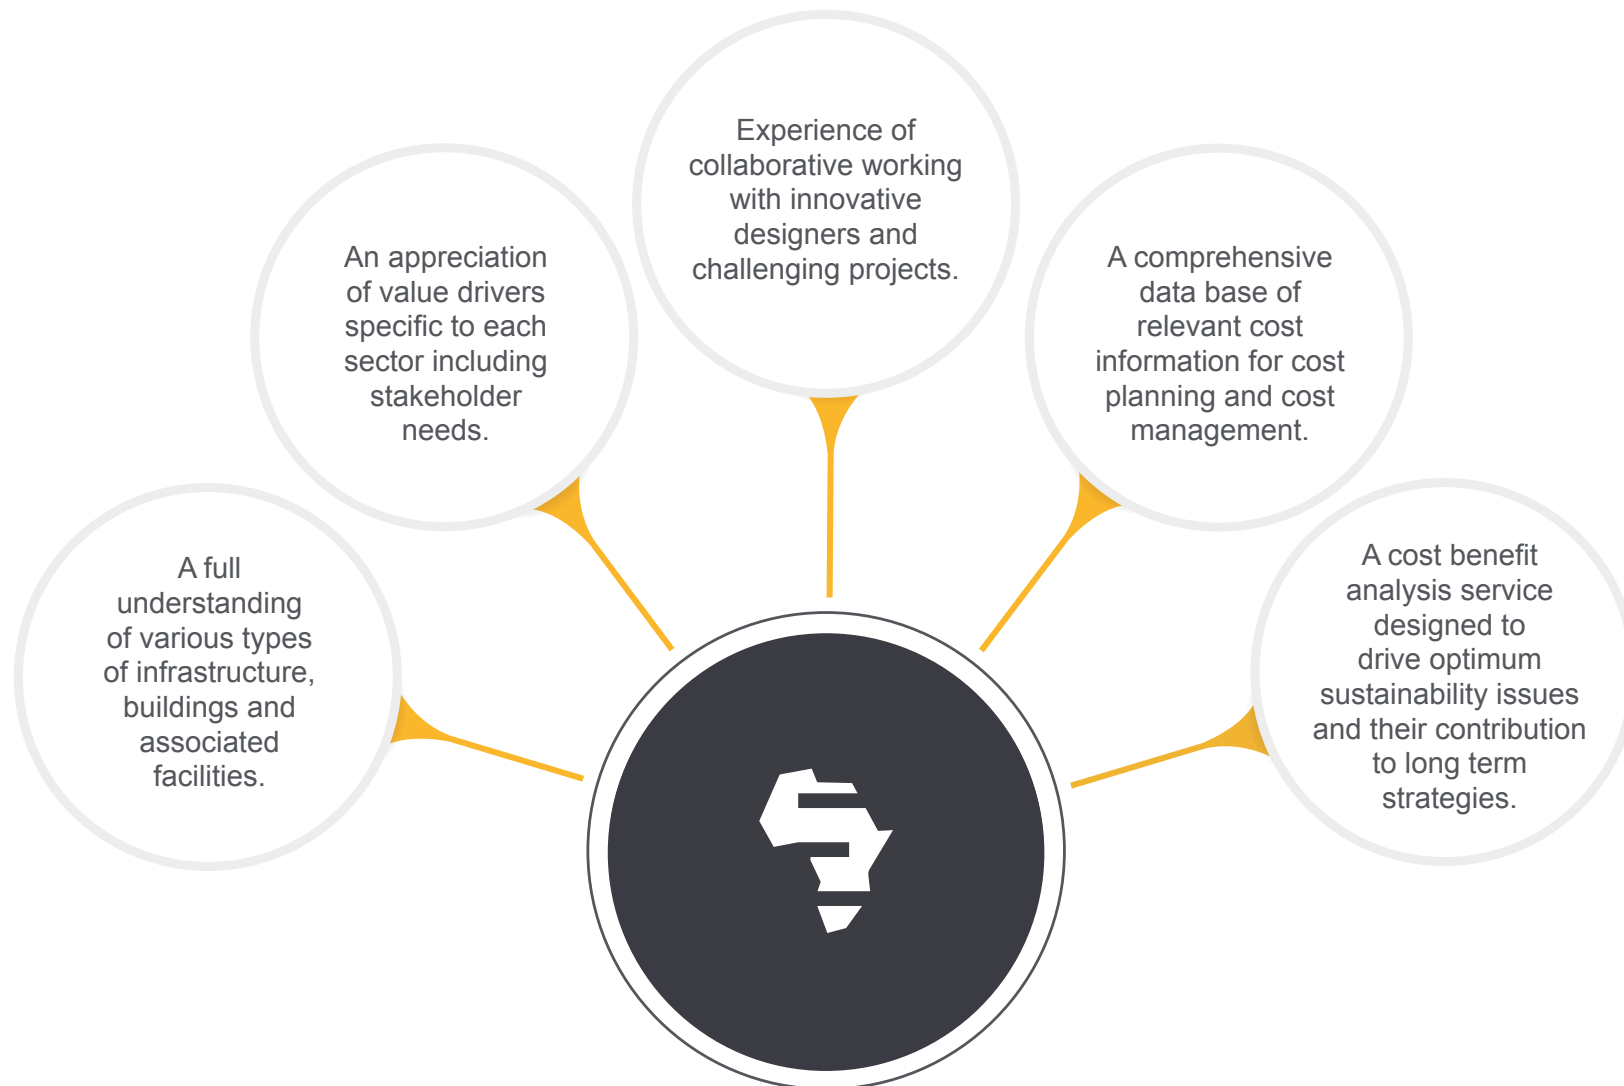 A full
understanding
of various types
of infrastructure,
buildings and
associated
facilities.
An appreciation
of value drivers
specific to each
sector including
stakeholder
needs.
Experience of
collaborative working
with innovative
designers and
challenging projects.
A comprehensive
data base of
relevant cost
information for cost
planning and cost
management.
A cost benefit
analysis service
designed to
drive optimum
sustainability issues
and their contribution
to long term
strategies.